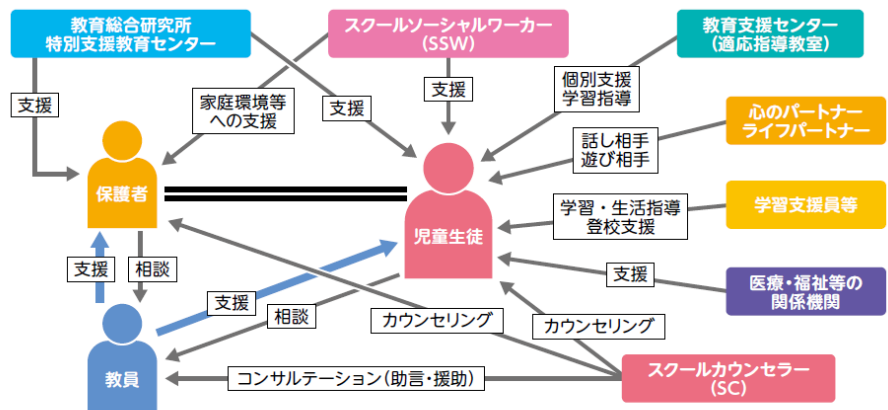 教育総合研究所
特別支援教育センター
スクールソーシャルワーカー
(SSW)
教育支援センター
(適応指導教室)
支援
家庭環境等
への支援
支援
支援
個別支援
学習指導
心のパートナー
ライフパートナー
話し相手
遊び相手
保護者
学習・生活指導
登校支援
学習支援員等
児童生徒
支援
相談
支援
医療・福祉等の
関係機関
支援
相談
カウンセリング
カウンセリング
教員
コンサルテーション(助言・援助)
スクールカウンセラー
(SC)